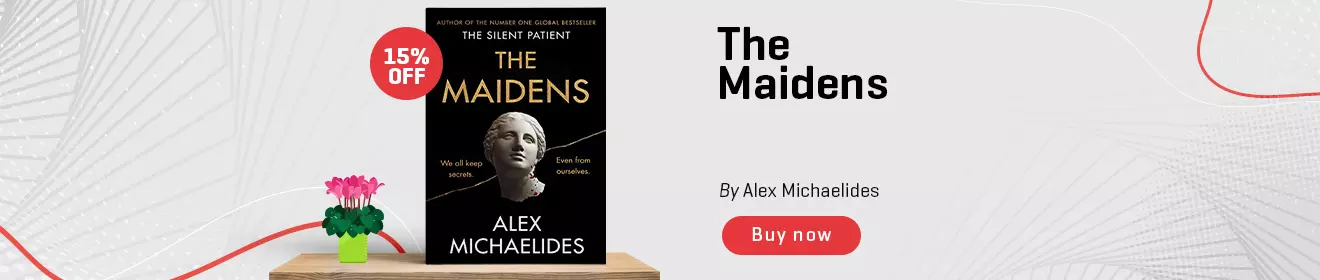 15%
OFF
AUTHOR OF THE NUMBER ONE GLOBAL BESTSELLER
THE SILENT PATIENT
THE
MAIDENS
We all keep
secrets.
Even from
ourselves.
ALEX
MICHAELIDES
The
Maidens
By Alex Michaelides
Buy now